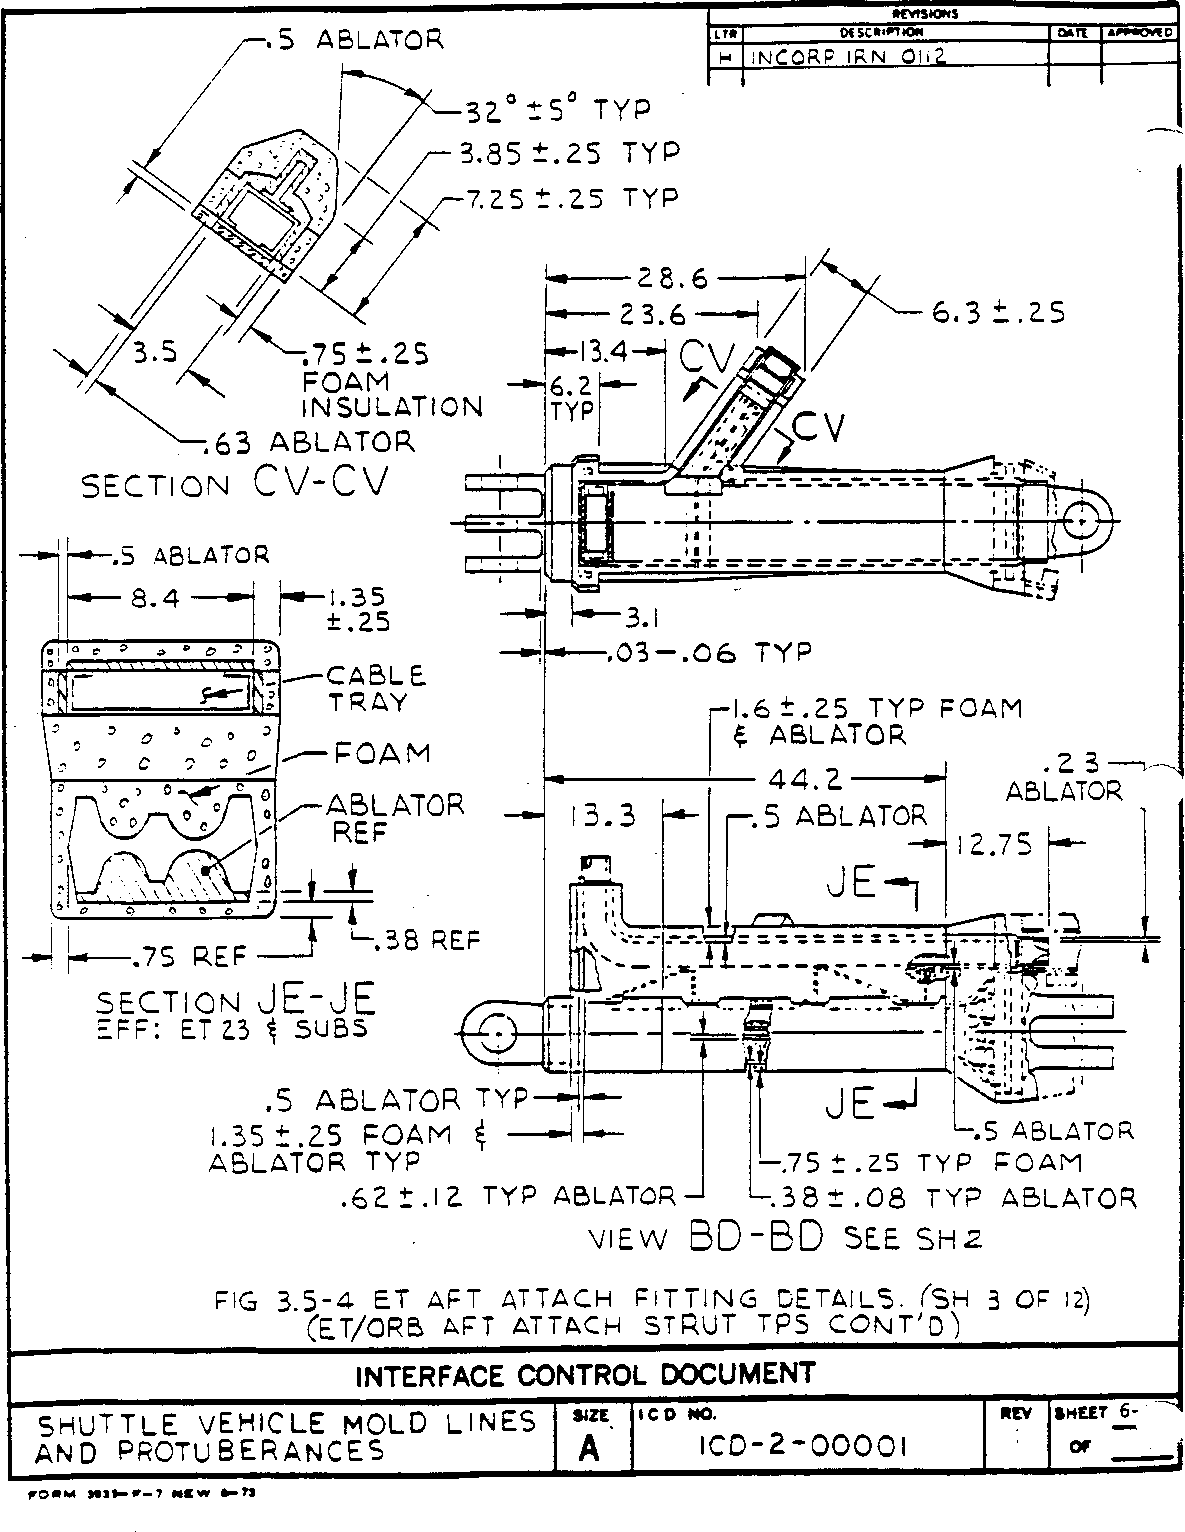 REVISIONS
LTR DESCRIPTION DATE APPROVED
H INCORP IRN 0112
.5 ABLATOR
32° ±5° TYP
3.85 ±.25 TYP
7.25 ±.25 TYP
3.5
.75 ±.25
FOAM
INSULATION
.63 ABLATOR
SECTION CV-CV
28.6
23.6
13.4
6.2
TYP
6.3 ±.25
CV
CV
3.1
.03-.06 TYP
.5 ABLATOR
8.4
1.35
±.25
CABLE
TRAY
FOAM
ABLATOR
REF
.38 REF
.75 REF
SECTION JE-JE
EFF: ET 23 & SUBS
1.6 ±.25 TYP FOAM
& ABLATOR
44.2
.23
ABLATOR
13.3
.5 ABLATOR
12.75
JE
JE
.5 ABLATOR TYP
1.35 ±.25 FOAM &
ABLATOR TYP
.5 ABLATOR
.75 ±.25 TYP FOAM
.62 ±.12 TYP ABLATOR
.38 ±.08 TYP ABLATOR
VIEW BD-BD SEE SH 2
FIG 3.5-4 ET AFT ATTACH FITTING DETAILS. (SH 3 OF 12)
(ET/ORB AFT ATTACH STRUT TPS CONT'D)
INTERFACE CONTROL DOCUMENT
SHUTTLE VEHICLE MOLD LINES
AND PROTUBERANCES
SIZE
A
ICD NO.
ICD-2-00001
REV
SHEET 6-
OF
FORM NEW